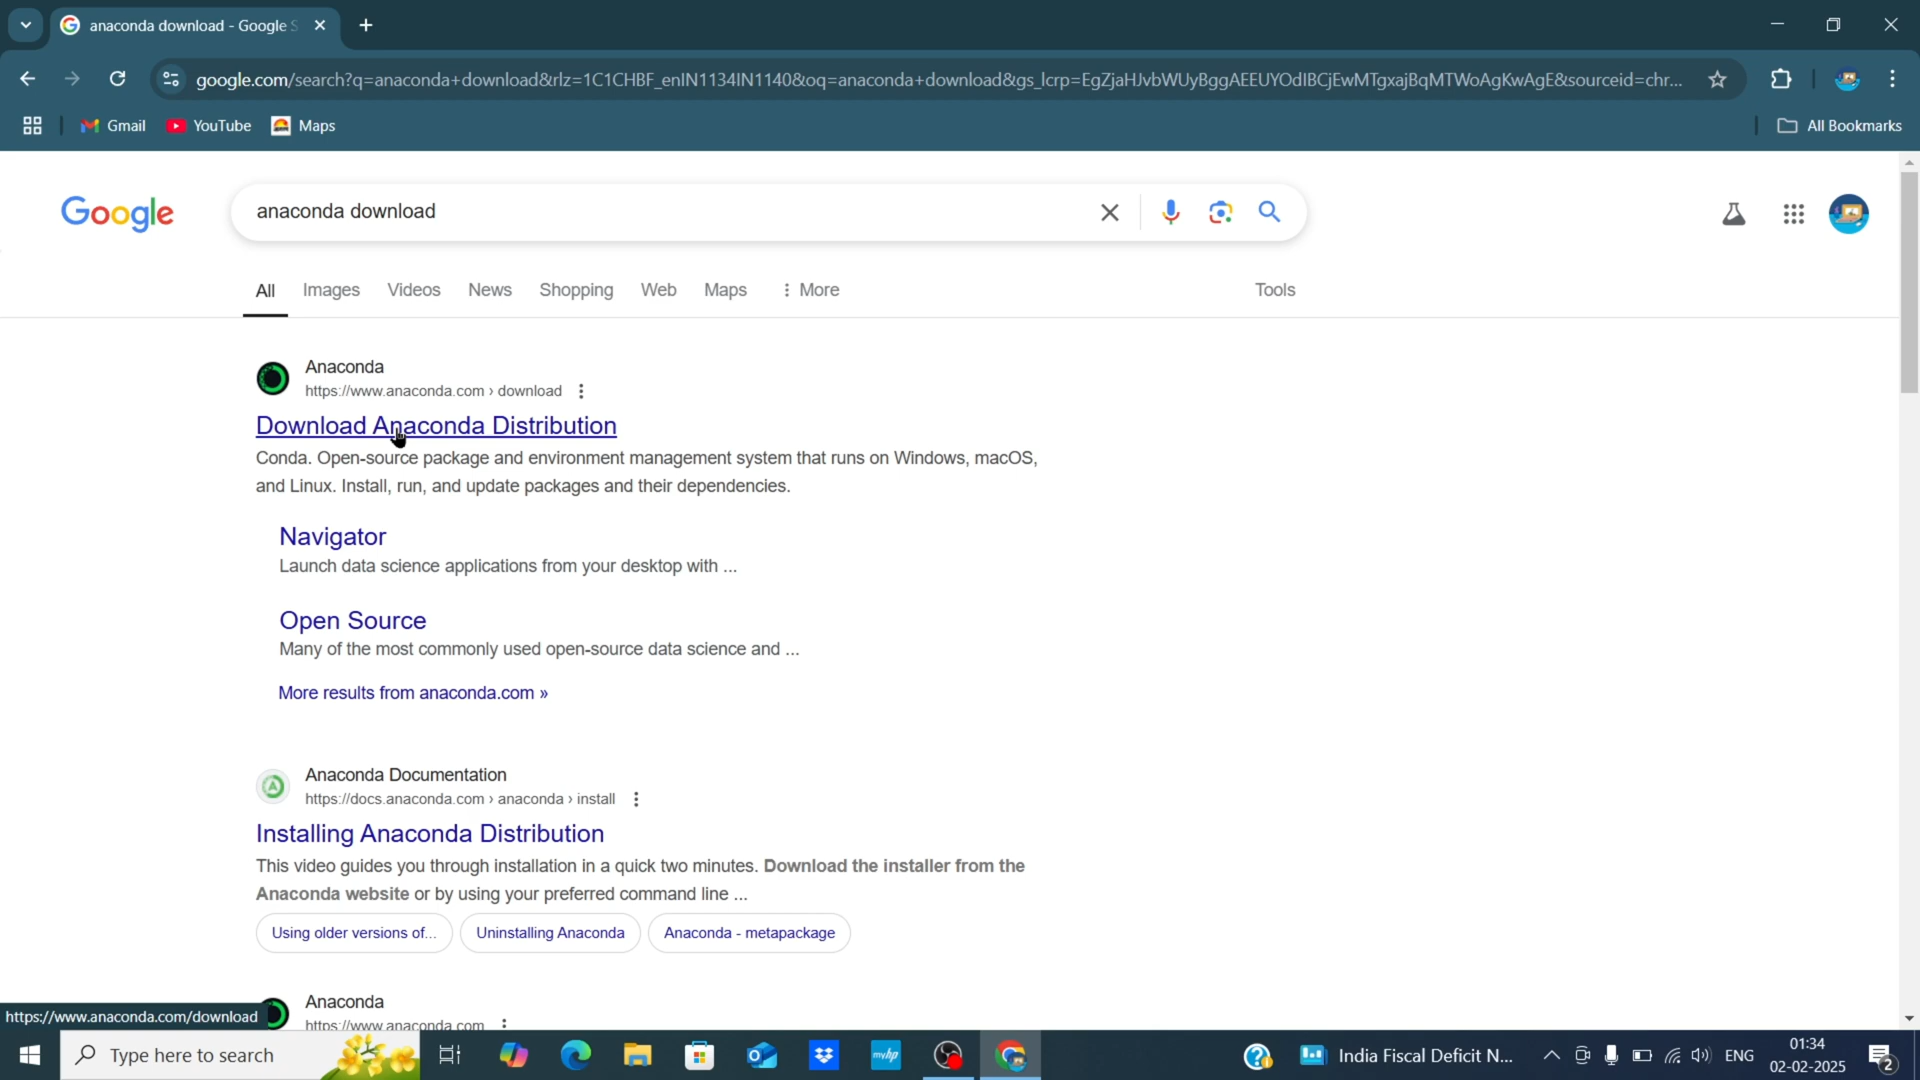 anaconda download - Google S
google.com/search?q=anaconda+download&rlz=1C1CHBF_enIN1134IN1140&oq=anaconda+download&gs_lcrp=EgZjaHJvbWUyBggAEEUYOdIBCjEwMTgxajBqMTWoAgKwAgE&sourceid=chr...
Gmail YouTube Maps All Bookmarks
Google anaconda download
All Images Videos News Shopping Web Maps More Tools
Anaconda
https://www.anaconda.com › download
Download Anaconda Distribution
Conda. Open-source package and environment management system that runs on Windows, macOS,
and Linux. Install, run, and update packages and their dependencies.
Navigator
Launch data science applications from your desktop with ...
Open Source
Many of the most commonly used open-source data science and ...
More results from anaconda.com »
Anaconda Documentation
https://docs.anaconda.com › anaconda › install
Installing Anaconda Distribution
This video guides you through installation in a quick two minutes. Download the installer from the
Anaconda website or by using your preferred command line ...
Using older versions of... Uninstalling Anaconda Anaconda - metapackage
Anaconda
https://www.anaconda.com
https://www.anaconda.com/download
Type here to search myhp India Fiscal Deficit N... ENG 01:34
02-02-2025 2